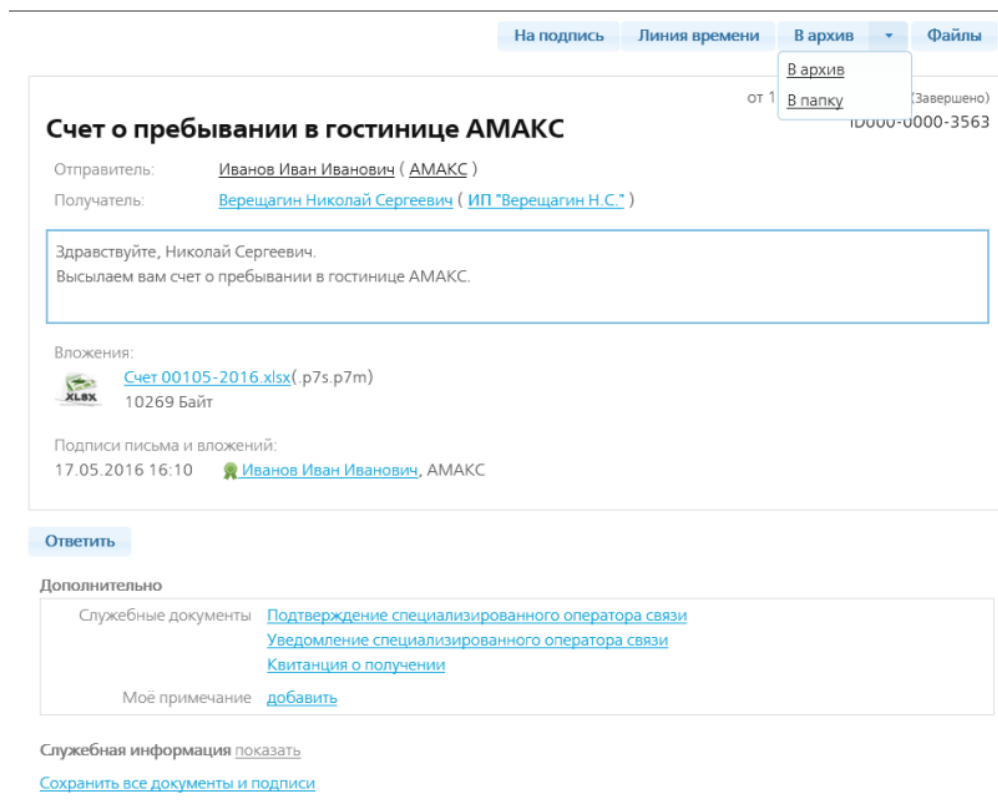 На подпись Линия времени В архив Файлы
В архив
В папку
от 1 (Завершено)
Счет о пребывании в гостинице АМАКС
ID000-0000-3563
Отправитель: Иванов Иван Иванович ( АМАКС )
Получатель: Верещагин Николай Сергеевич ( ИП "Верещагин Н.С." )
Здравствуйте, Николай Сергеевич.
Высылаем вам счет о пребывании в гостинице АМАКС.
Вложения:
XLSX Счет 00105-2016.xlsx(.p7s.p7m)
10269 Байт
Подписи письма и вложений:
17.05.2016 16:10 Иванов Иван Иванович, АМАКС
Ответить
Дополнительно
Служебные документы Подтверждение специализированного оператора связи
Уведомление специализированного оператора связи
Квитанция о получении
Моё примечание добавить
Служебная информация показать
Сохранить все документы и подписи